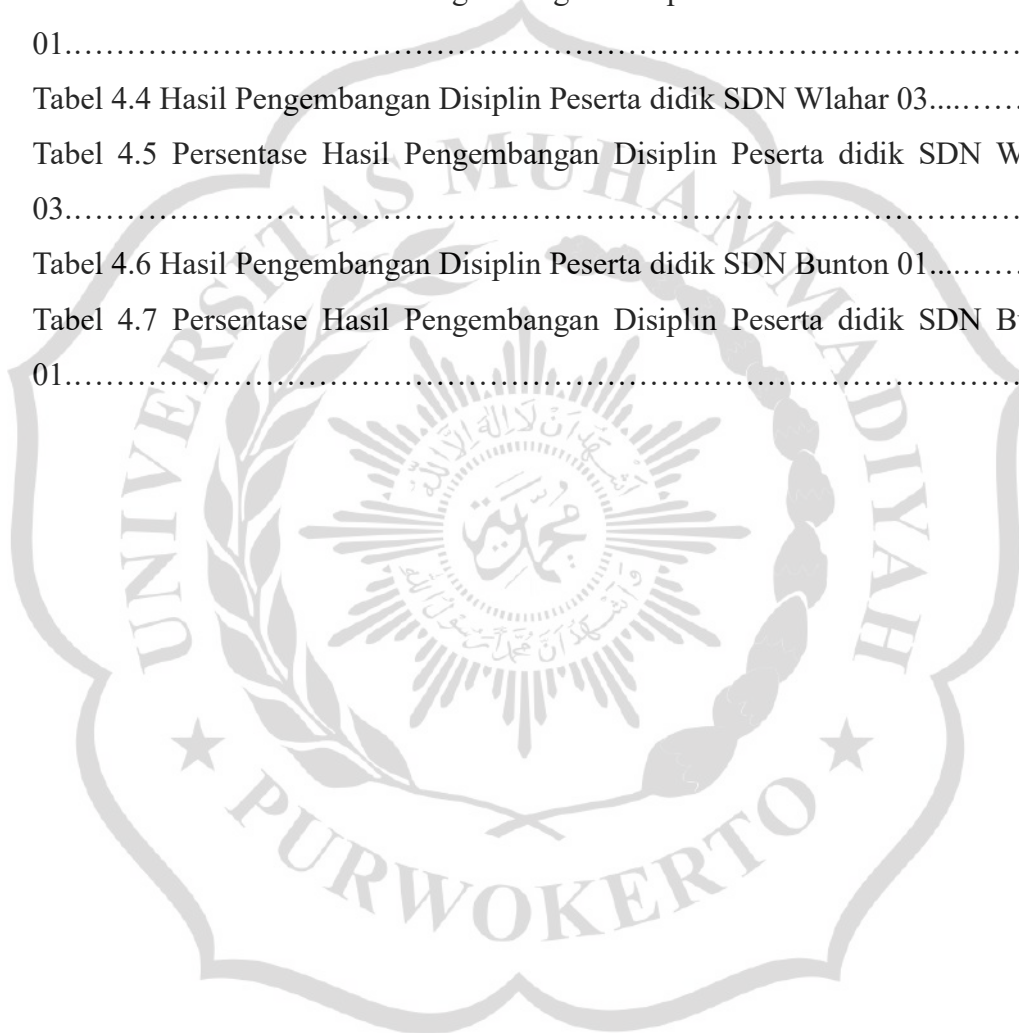 01……………………………………………………………………………………
Tabel 4.4 Hasil Pengembangan Disiplin Peserta didik SDN Wlahar 03....……
Tabel 4.5 Persentase Hasil Pengembangan Disiplin Peserta didik SDN W
03……………………………………………………………………………………
Tabel 4.6 Hasil Pengembangan Disiplin Peserta didik SDN Bunton 01....……
Tabel 4.7 Persentase Hasil Pengembangan Disiplin Peserta didik SDN Bu
01……………………………………………………………………………………
UNIVERSITAS MUHAMMADIYAH
PURWOKERTO